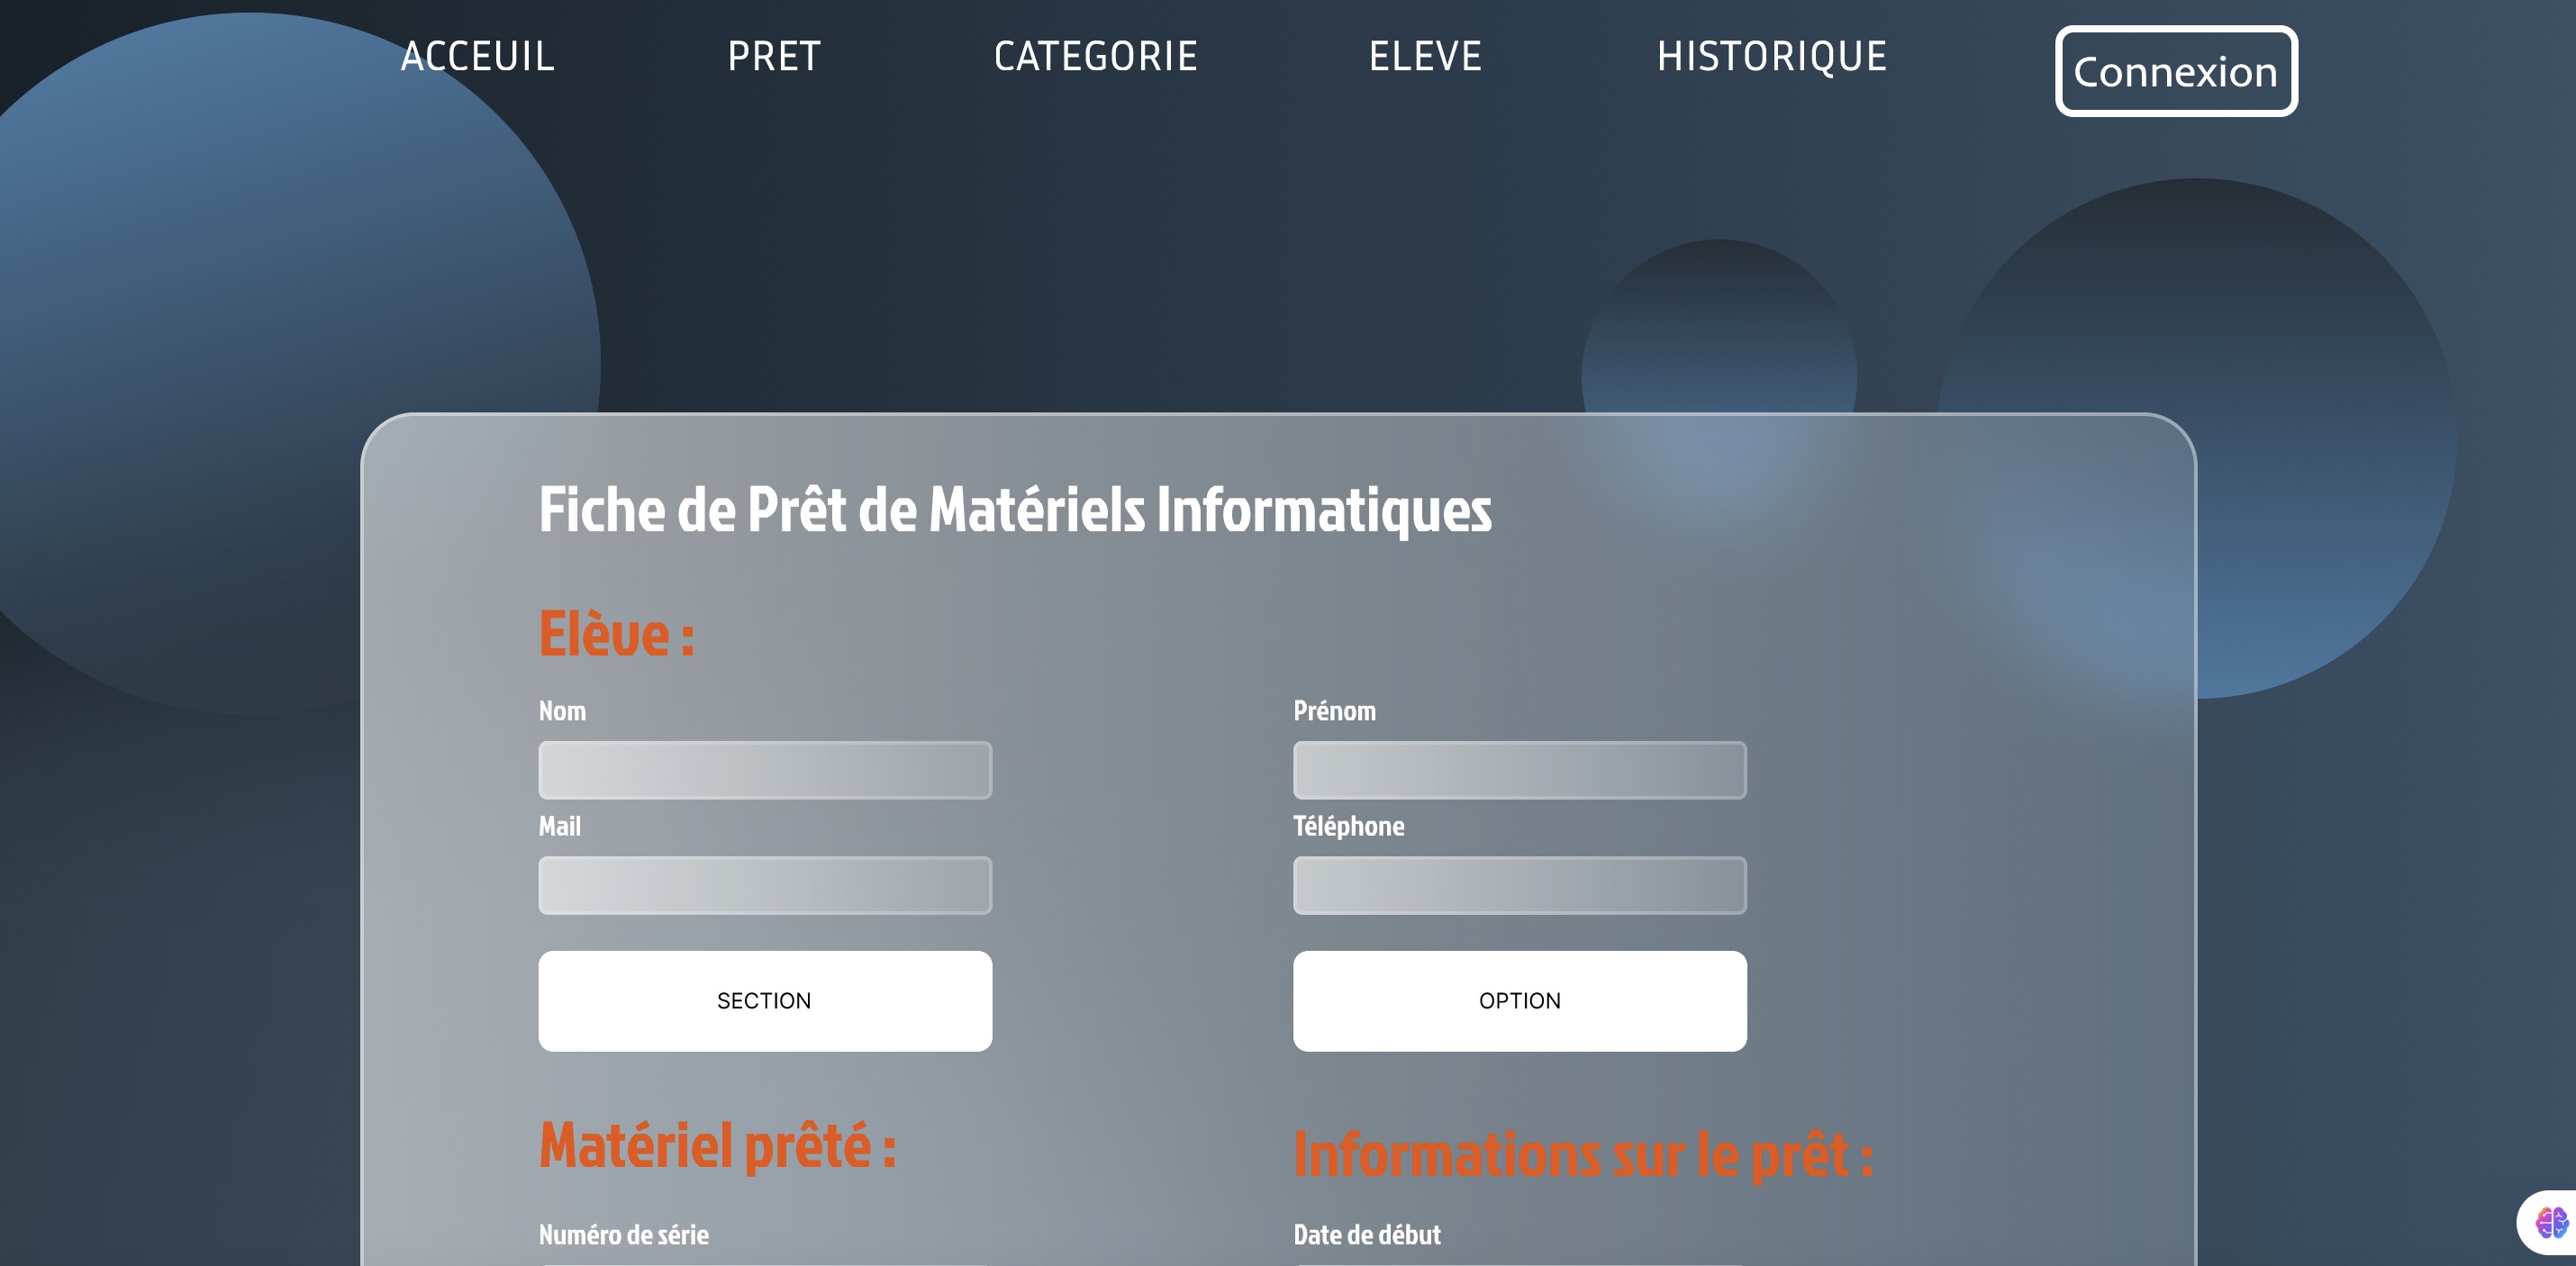 ACCEUIL PRET CATEGORIE ELEVE HISTORIQUE Connexion
Fiche de Prêt de Matériels Informatiques
Elève :
Nom Prénom
Mail Téléphone
SECTION OPTION
Matériel prêté : Informations sur le prêt :
Numéro de série Date de début